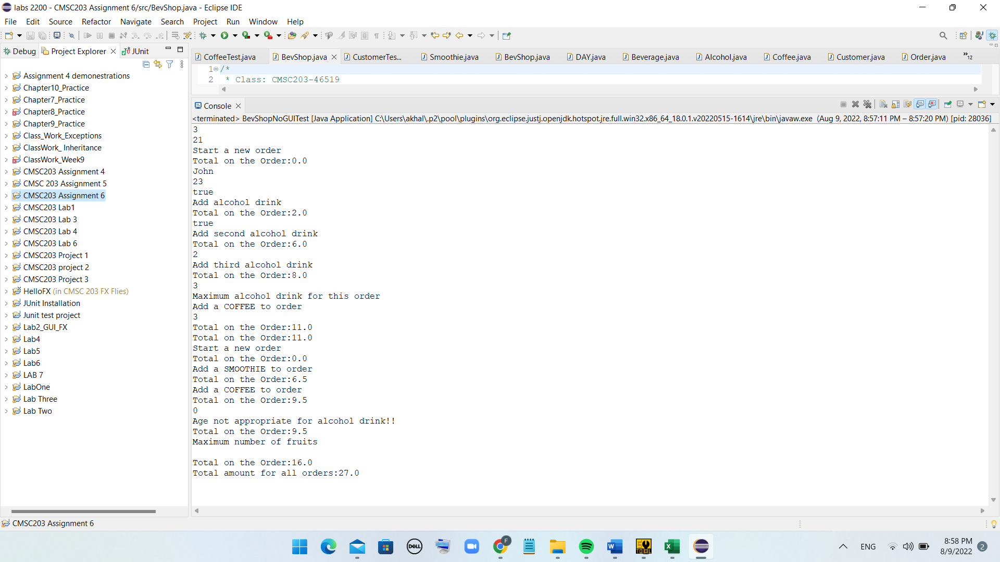 labs 2200 - CMSC203 Assignment 6/src/BevShop.java - Eclipse IDE
File Edit Source Refactor Navigate Search Project Run Window Help
Debug Project Explorer JUnit
CoffeeTest.java BevShop.java CustomerTes... Smoothie.java BevShop.java DAY.java Beverage.java Alcohol.java Coffee.java Customer.java Order.java »12
Assignment 4 demonestrations
Chapter10_Practice
Chapter7_Practice
Chapter8_Practice
Chapter9_Practice
Class_Work_Exceptions
ClassWork_ Inheritance
ClassWork_Week9
CMSC203 Assignment 4
CMSC 203 Assignment 5
CMSC203 Assignment 6
CMSC203 Lab1
CMSC203 Lab 3
CMSC203 Lab 4
CMSC203 Lab 6
CMSC203 Project 1
CMSC203 project 2
CMSC203 Project 3
HelloFX (in CMSC 203 FX Flies)
JUnit Installation
Junit test project
Lab2_GUI_FX
Lab4
Lab5
Lab6
LAB 7
LabOne
Lab Three
Lab Two
1 /*
2 * Class: CMSC203-46519
Console
<terminated> BevShopNoGUITest [Java Application] C:\Users\akhal\.p2\pool\plugins\org.eclipse.justj.openjdk.hotspot.jre.full.win32.x86_64_18.0.1.v20220515-1614\jre\bin\javaw.exe (Aug 9, 2022, 8:57:11 PM – 8:57:20 PM) [pid: 28036]
3
21
Start a new order
Total on the Order:0.0
John
23
true
Add alcohol drink
Total on the Order:2.0
true
Add second alcohol drink
Total on the Order:6.0
2
Add third alcohol drink
Total on the Order:8.0
3
Maximum alcohol drink for this order
Add a COFFEE to order
3
Total on the Order:11.0
Total on the Order:11.0
Start a new order
Total on the Order:0.0
Add a SMOOTHIE to order
Total on the Order:6.5
Add a COFFEE to order
Total on the Order:9.5
0
Age not appropriate for alcohol drink!!
Total on the Order:9.5
Maximum number of fruits
Total on the Order:16.0
Total amount for all orders:27.0
CMSC203 Assignment 6
DELL
F
W
TOOL
X
ENG
8:58 PM
8/9/2022
2